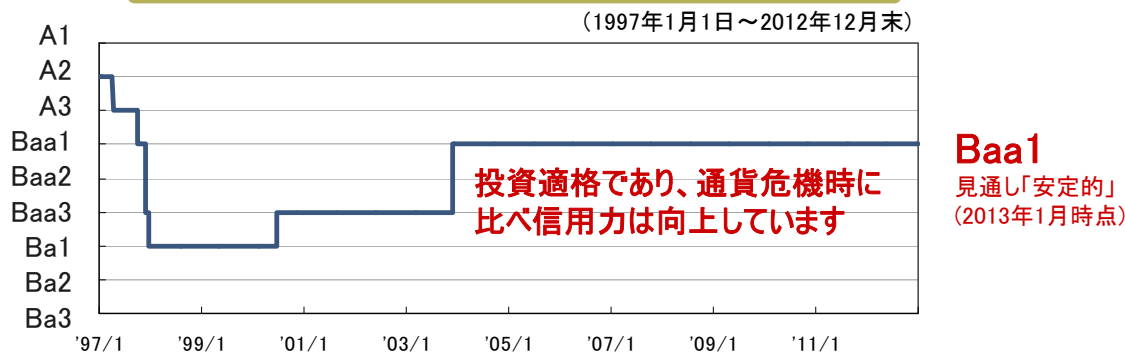 (1997年1月1日～2012年12月末)
A1
A2
A3
Baa1
Baa2
Baa3
Ba1
Ba2
Ba3
投資適格であり、通貨危機時に
比べ信用力は向上しています
Baa1
見通し「安定的」
(2013年1月時点)
'97/1 '99/1 '01/1 '03/1 '05/1 '07/1 '09/1 '11/1